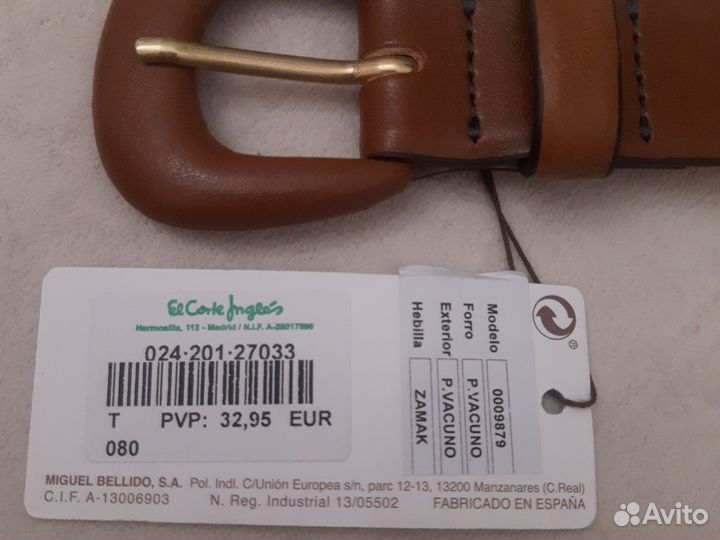 El Corte Inglés
Hermosilla, 112 - Madrid / N.I.F. A-28017895
024·201·27033
T PVP: 32,95 EUR
080
Modelo 0009879
Forro P.VACUNO
Exterior P.VACUNO
Hebilla ZAMAK
MIGUEL BELLIDO, S.A. Pol. Indl. C/Unión Europea s/n, parc 12-13, 13200 Manzanares (C.Real)
C.I.F. A-13006903 N. Reg. Industrial 13/05502 FABRICADO EN ESPAÑA
Avito